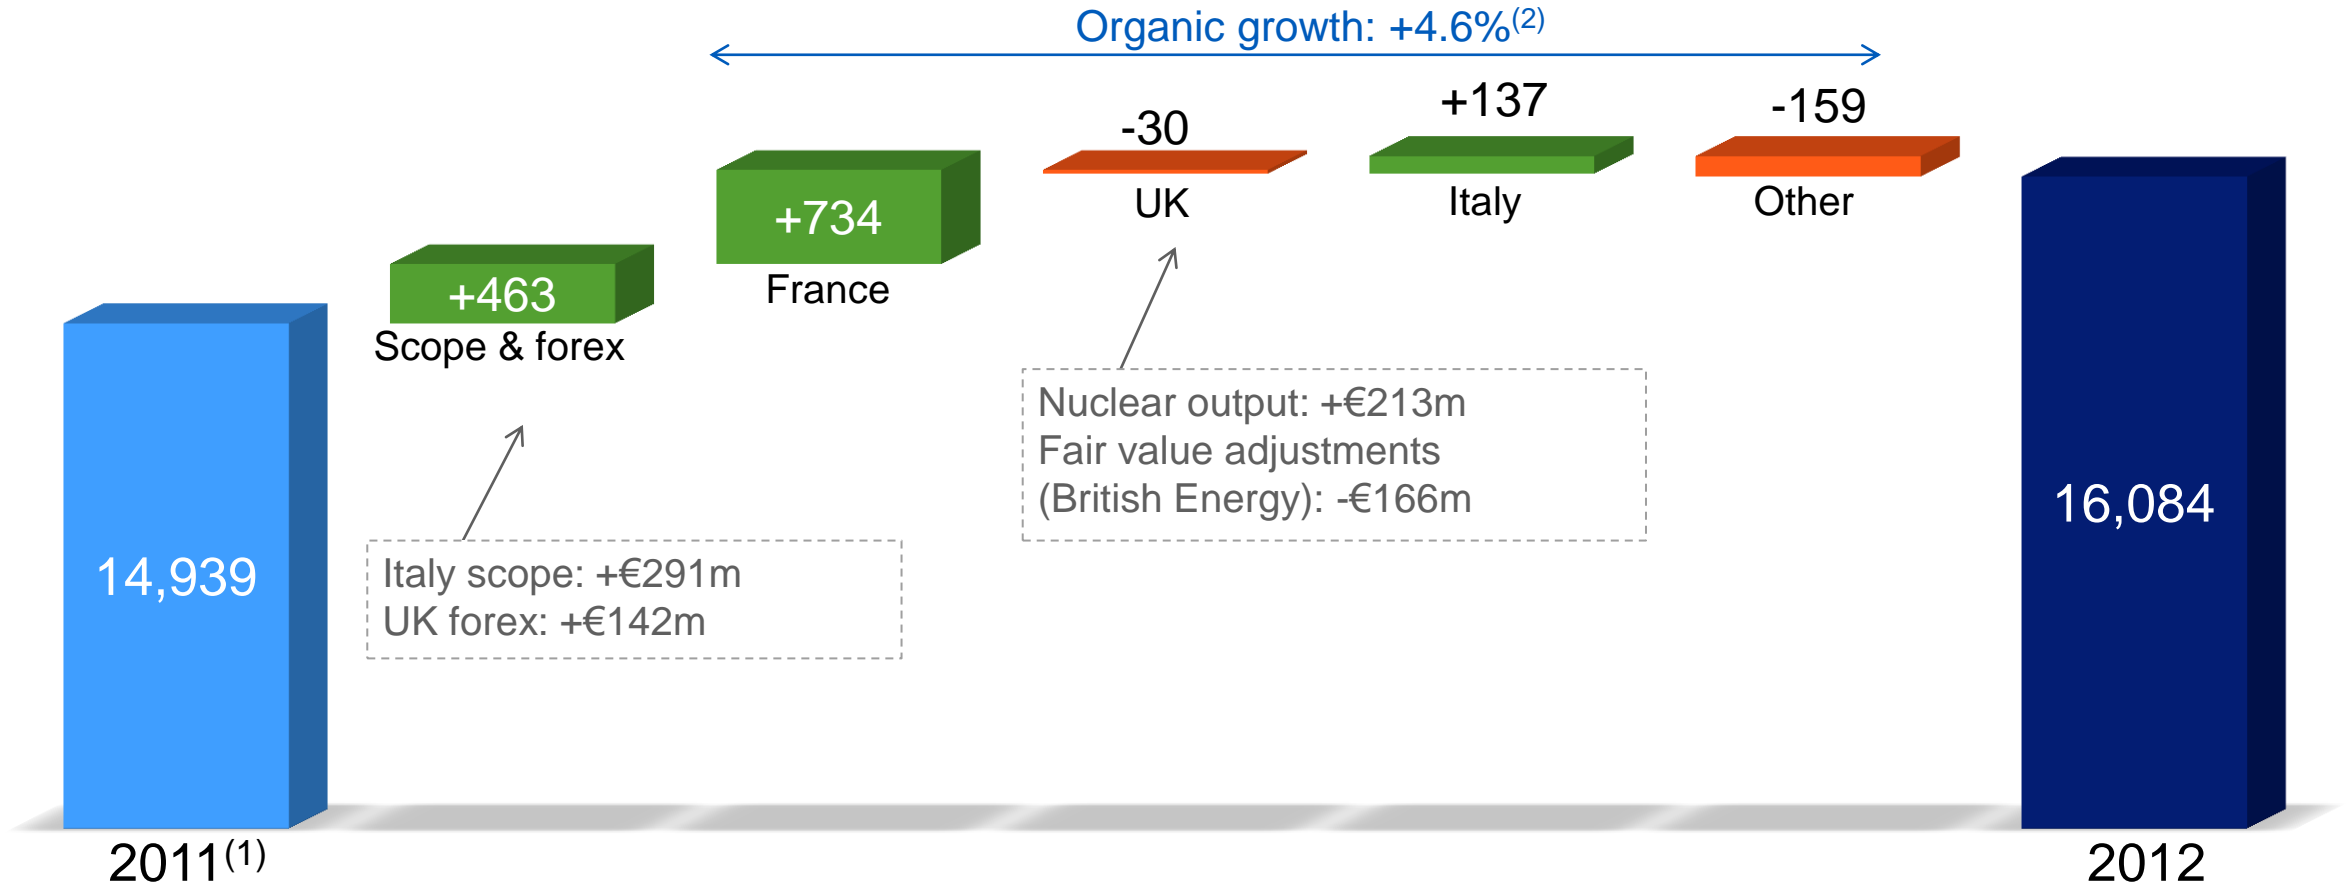 Organic growth: +4.6%(2)
14,939
2011(1)
+463
Scope & forex
Italy scope: +€291m
UK forex: +€142m
+734
France
-30
UK
Nuclear output: +€213m
Fair value adjustments
(British Energy): -€166m
+137
Italy
-159
Other
16,084
2012